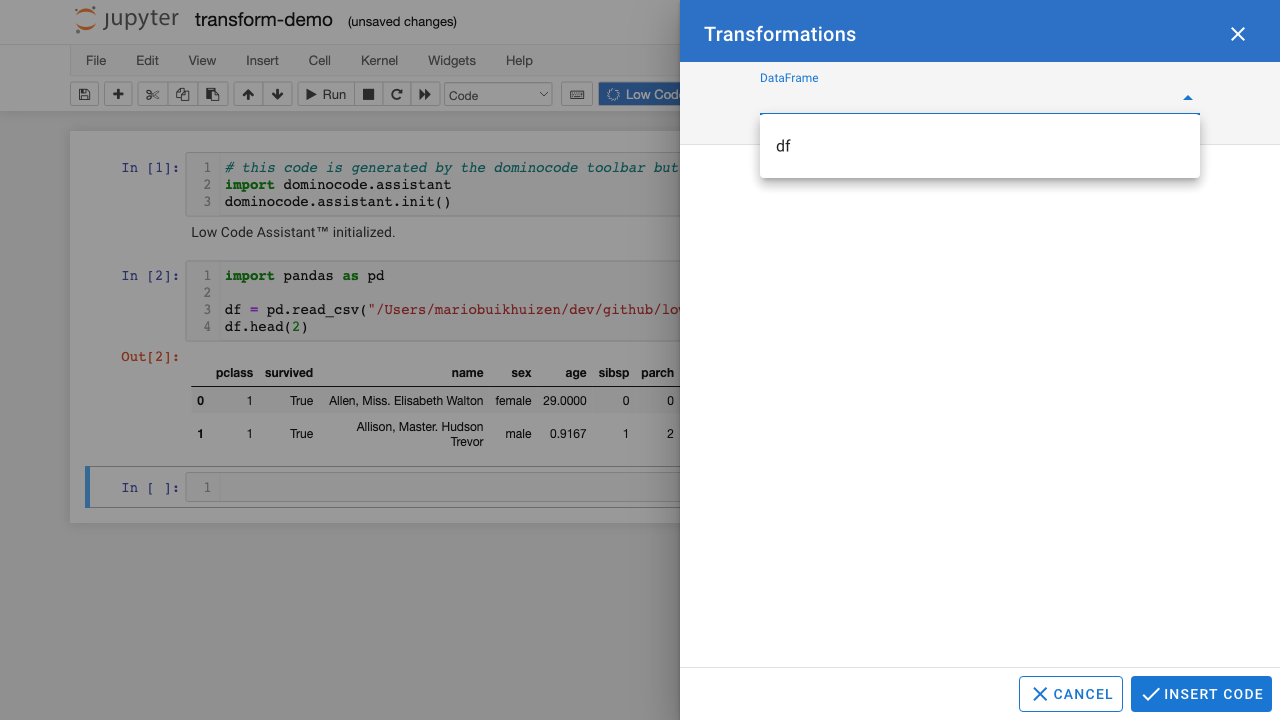 jupyter transform-demo (unsaved changes)
File Edit View Insert Cell Kernel Widgets Help
Run Code Low Code
In [1]: 1 # this code is generated by the dominocode toolbar but
2 import dominocode.assistant
3 dominocode.assistant.init()
Low Code Assistant™ initialized.
In [2]: 1 import pandas as pd
2
3 df = pd.read_csv("/Users/mariobuikhuizen/dev/github/lo
4 df.head(2)
Out[2]:
pclass survived name sex age sibsp parch
0 1 True Allen, Miss. Elisabeth Walton female 29.0000 0 0
1 1 True Allison, Master. Hudson Trevor male 0.9167 1 2
In [ ]: 1
Transformations
DataFrame
df
CANCEL INSERT CODE